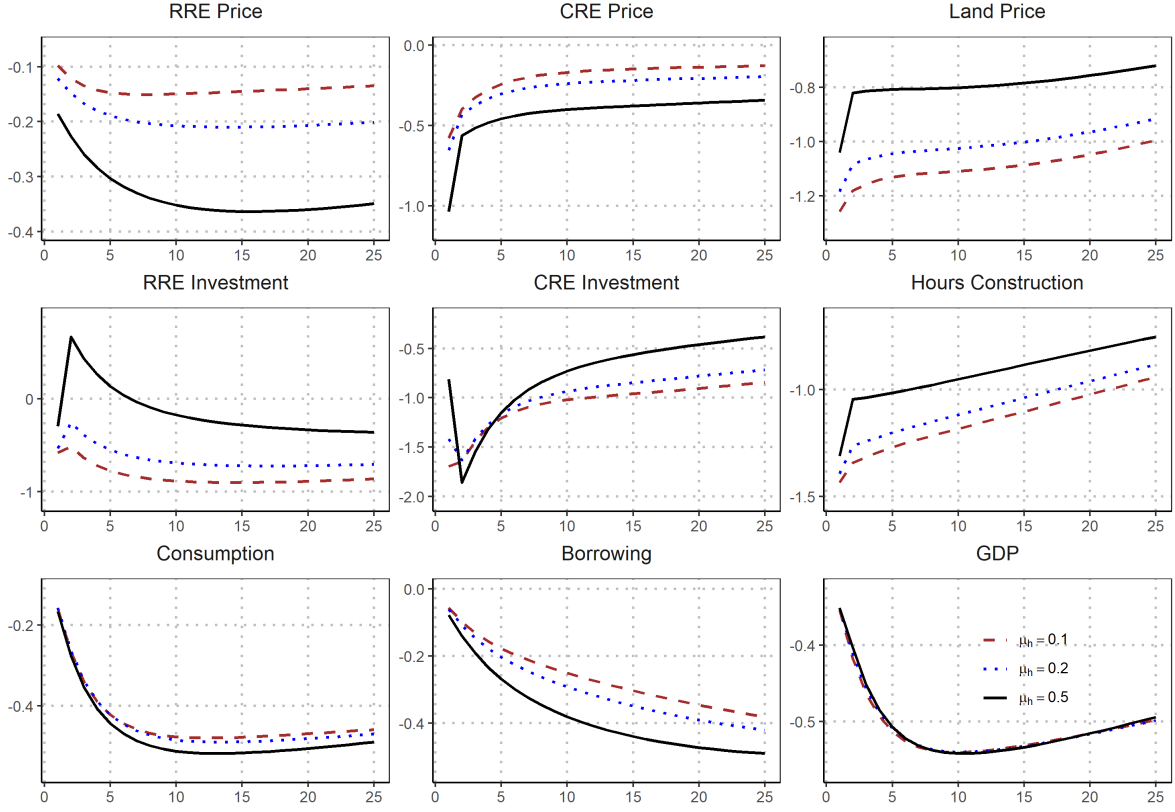 RRE Price
CRE Price
Land Price
-0.1
-0.2
-0.3
-0.4
0 5 10 15 20 25
0.0
-0.5
-1.0
0 5 10 15 20 25
-0.8
-1.0
-1.2
0 5 10 15 20 25
RRE Investment
CRE Investment
Hours Construction
0
-1
0 5 10 15 20 25
-0.5
-1.0
-1.5
-2.0
0 5 10 15 20 25
-1.0
-1.5
0 5 10 15 20 25
Consumption
Borrowing
GDP
-0.2
-0.4
0 5 10 15 20 25
0.0
-0.2
-0.4
0 5 10 15 20 25
-0.4
-0.5
μh = 0.1
μh = 0.2
μh = 0.5
0 5 10 15 20 25